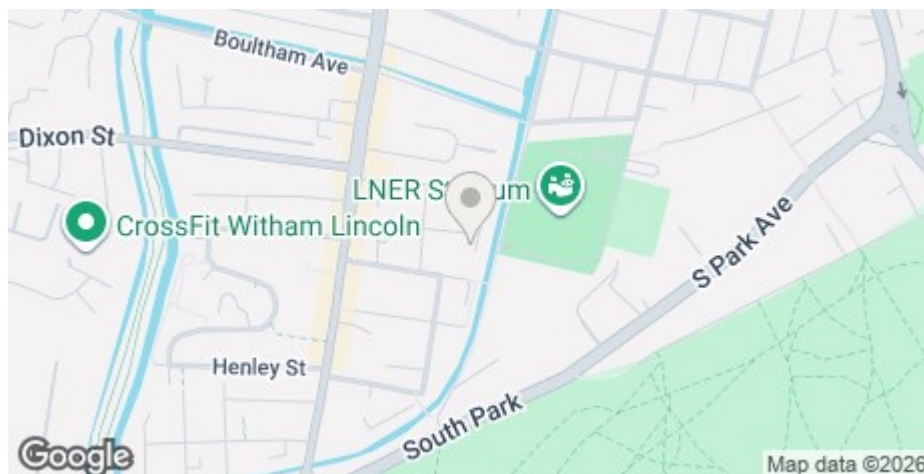 Boultham Ave
Dixon St
LNER St um
CrossFit Witham Lincoln
S Park Ave
Henley St
South Park
Google
Map data ©2026